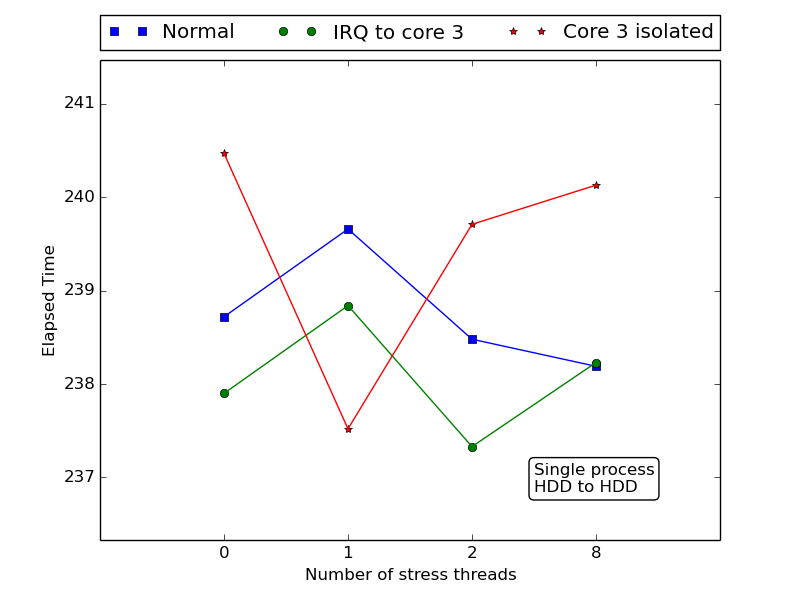 Normal IRQ to core 3 Core 3 isolated
241
240
239
238
237
Elapsed Time
Single process
HDD to HDD
0 1 2 8
Number of stress threads